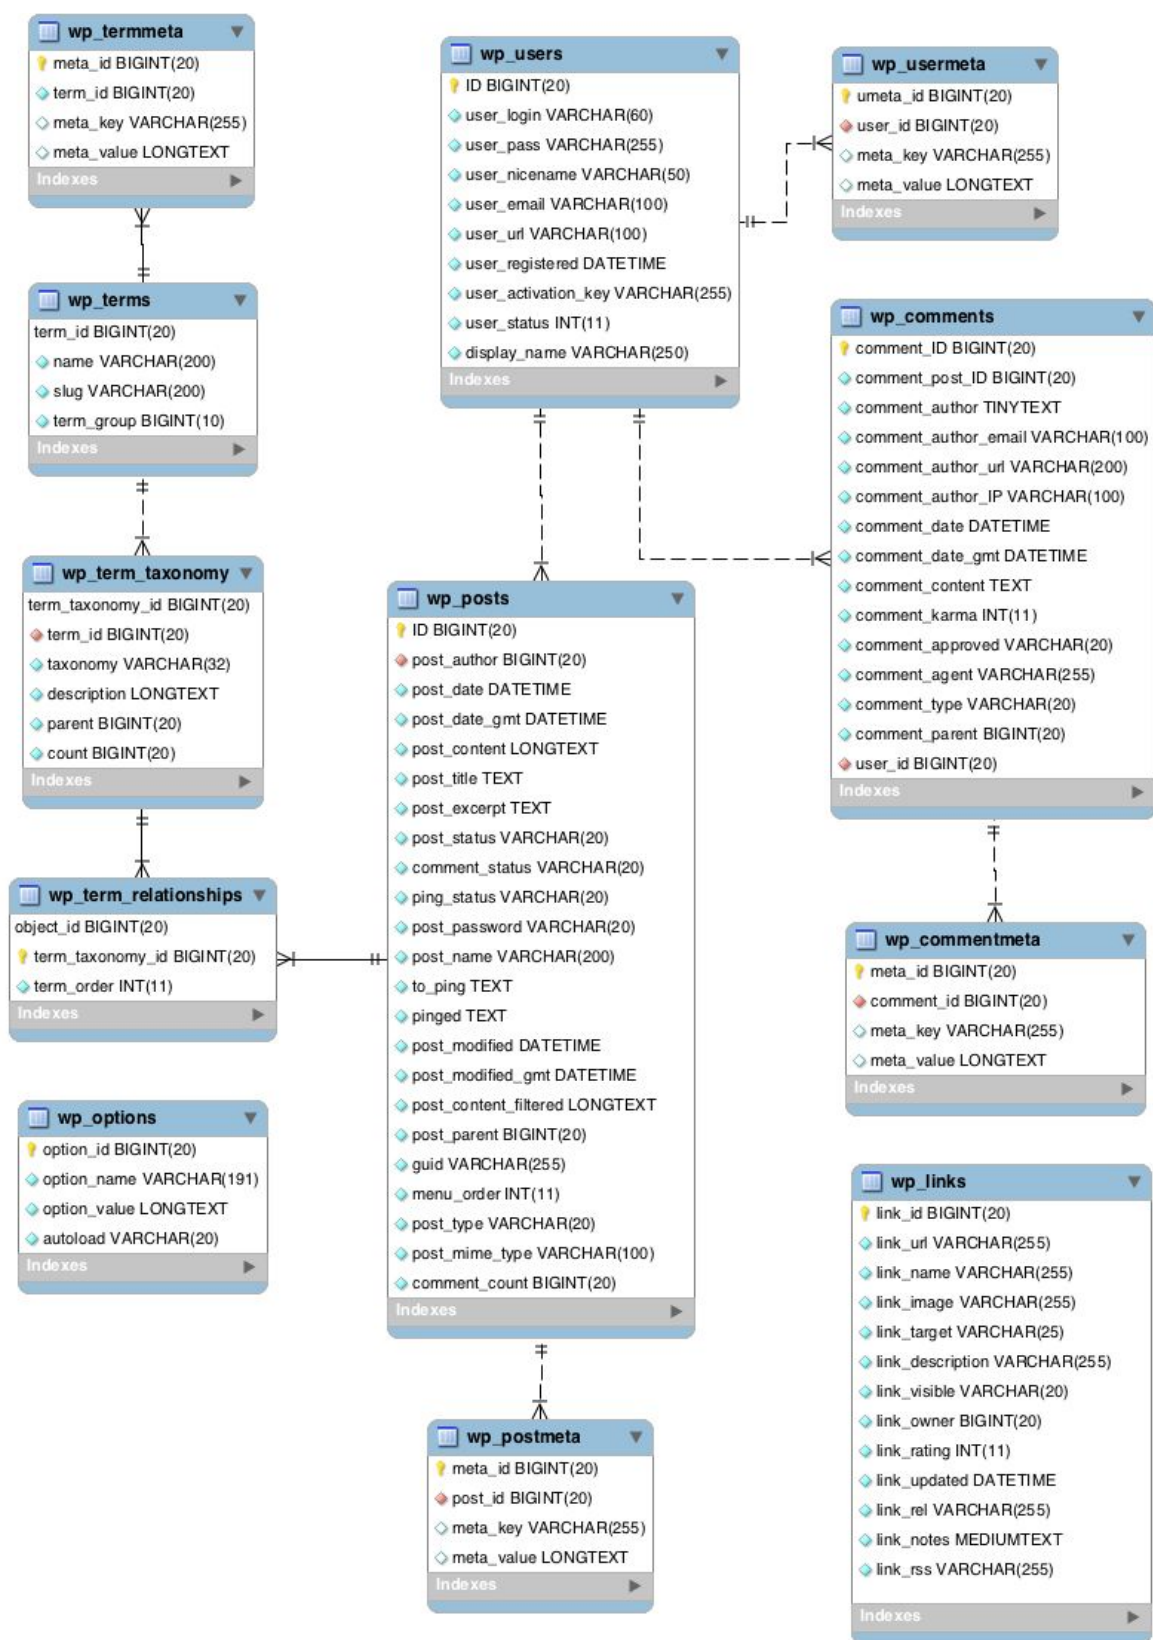 wp_termmeta
meta_id BIGINT(20)
term_id BIGINT(20)
meta_key VARCHAR(255)
meta_value LONGTEXT
Indexes
wp_terms
term_id BIGINT(20)
name VARCHAR(200)
slug VARCHAR(200)
term_group BIGINT(10)
Indexes
wp_term_taxonomy
term_taxonomy_id BIGINT(20)
term_id BIGINT(20)
taxonomy VARCHAR(32)
description LONGTEXT
parent BIGINT(20)
count BIGINT(20)
Indexes
wp_term_relationships
object_id BIGINT(20)
term_taxonomy_id BIGINT(20)
term_order INT(11)
Indexes
wp_options
option_id BIGINT(20)
option_name VARCHAR(191)
option_value LONGTEXT
autoload VARCHAR(20)
Indexes
wp_users
ID BIGINT(20)
user_login VARCHAR(60)
user_pass VARCHAR(255)
user_nicename VARCHAR(50)
user_email VARCHAR(100)
user_url VARCHAR(100)
user_registered DATETIME
user_activation_key VARCHAR(255)
user_status INT(11)
display_name VARCHAR(250)
Indexes
wp_posts
ID BIGINT(20)
post_author BIGINT(20)
post_date DATETIME
post_date_gmt DATETIME
post_content LONGTEXT
post_title TEXT
post_excerpt TEXT
post_status VARCHAR(20)
comment_status VARCHAR(20)
ping_status VARCHAR(20)
post_password VARCHAR(20)
post_name VARCHAR(200)
to_ping TEXT
pinged TEXT
post_modified DATETIME
post_modified_gmt DATETIME
post_content_filtered LONGTEXT
post_parent BIGINT(20)
guid VARCHAR(255)
menu_order INT(11)
post_type VARCHAR(20)
post_mime_type VARCHAR(100)
comment_count BIGINT(20)
Indexes
wp_postmeta
meta_id BIGINT(20)
post_id BIGINT(20)
meta_key VARCHAR(255)
meta_value LONGTEXT
Indexes
wp_usermeta
umeta_id BIGINT(20)
user_id BIGINT(20)
meta_key VARCHAR(255)
meta_value LONGTEXT
Indexes
wp_comments
comment_ID BIGINT(20)
comment_post_ID BIGINT(20)
comment_author TINYTEXT
comment_author_email VARCHAR(100)
comment_author_url VARCHAR(200)
comment_author_IP VARCHAR(100)
comment_date DATETIME
comment_date_gmt DATETIME
comment_content TEXT
comment_karma INT(11)
comment_approved VARCHAR(20)
comment_agent VARCHAR(255)
comment_type VARCHAR(20)
comment_parent BIGINT(20)
user_id BIGINT(20)
Indexes
wp_commentmeta
meta_id BIGINT(20)
comment_id BIGINT(20)
meta_key VARCHAR(255)
meta_value LONGTEXT
Indexes
wp_links
link_id BIGINT(20)
link_url VARCHAR(255)
link_name VARCHAR(255)
link_image VARCHAR(255)
link_target VARCHAR(25)
link_description VARCHAR(255)
link_visible VARCHAR(20)
link_owner BIGINT(20)
link_rating INT(11)
link_updated DATETIME
link_rel VARCHAR(255)
link_notes MEDIUMTEXT
link_rss VARCHAR(255)
Indexes